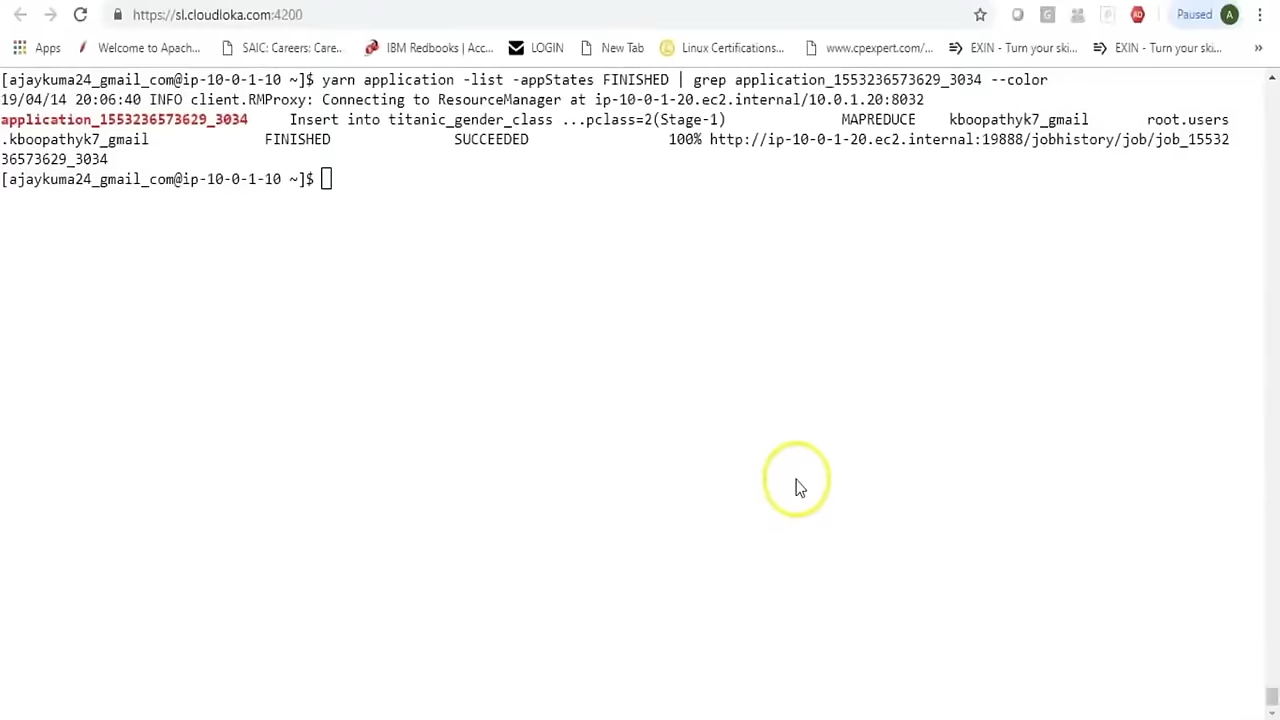 https://sl.cloudloka.com:4200
Paused A
Apps Welcome to Apach... SAIC: Careers: Care... IBM Redbooks | Acc... LOGIN New Tab Linux Certifications... www.cpexpert.com/... EXIN - Turn your ski... EXIN - Turn your ski... »
[ajaykuma24_gmail_com@ip-10-0-1-10 ~]$ yarn application -list -appStates FINISHED | grep application_1553236573629_3034 --color
19/04/14 20:06:40 INFO client.RMProxy: Connecting to ResourceManager at ip-10-0-1-20.ec2.internal/10.0.1.20:8032
application_1553236573629_3034 Insert into titanic_gender_class ...pclass=2(Stage-1) MAPREDUCE kboopathyk7_gmail root.users
.kboopathyk7_gmail FINISHED SUCCEEDED 100% http://ip-10-0-1-20.ec2.internal:19888/jobhistory/job/job_15532
36573629_3034
[ajaykuma24_gmail_com@ip-10-0-1-10 ~]$